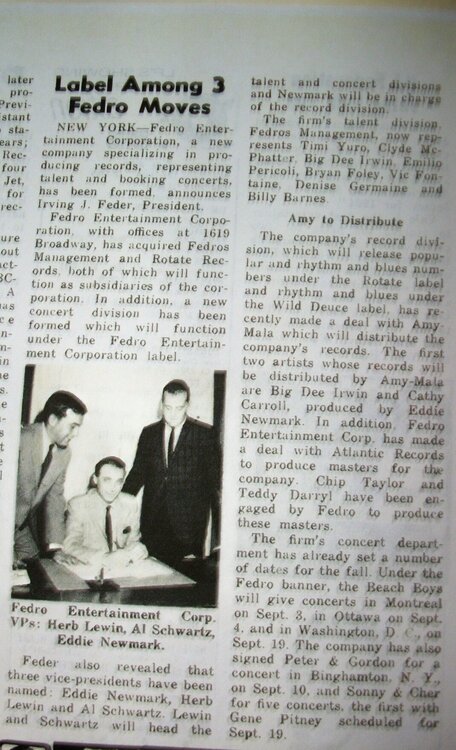 later
pro-
Previ-
stant
sta-
ears;
Rec-
four
Jet,
for
rec-
ure
out
act-
BC-
A
has
Label Among 3
Fedro Moves
NEW YORK—Fedro Enter-
tainment Corporation, a new
company specializing in pro-
ducing records, representing
talent and booking concerts,
has been formed, announces
Irving J. Feder, President.
Fedro Entertainment Corpo-
ration, with offices at 1619
Broadway, has acquired Fedros
Management and Rotate Rec-
ords, both of which will func-
tion as subsidiaries of the cor-
poration. In addition, a new
concert division has been
formed which will function
under the Fedro Entertain-
ment Corporation label.
Fedro Entertainment Corp.
VPs: Herb Lewin, Al Schwartz,
Eddie Newmark.
Feder also revealed that
three vice-presidents have been
named: Eddie Newmark, Herb
Lewin and Al Schwartz. Lewin
and Schwartz will head the
talent and concert divisions
and Newmark will be in charge
of the record division.
The firm's talent division,
Fedros Management, now rep-
resents Timi Yuro, Clyde Mc-
Phatter, Big Dee Irwin, Emilio
Pericoli, Bryan Foley, Vic Fon-
taine, Denise Germaine and
Billy Barnes.
Amy to Distribute
The company's record divi-
sion, which will release popu-
lar and rhythm and blues num-
bers under the Rotate label
and rhythm and blues under
the Wild Deuce label, has re-
cently made a deal with Amy-
Mala which will distribute the
company's records. The first
two artists whose records will
be distributed by Amy-Mala
are Big Dee Irwin and Cathy
Carroll, produced by Eddie
Newmark. In addition, Fedro
Entertainment Corp. has made
a deal with Atlantic Records
to produce masters for the
company. Chip Taylor and
Teddy Darryl have been en-
gaged by Fedro to produce
these masters.
The firm's concert depart-
ment has already set a number
of dates for the fall. Under the
Fedro banner, the Beach Boys
will give concerts in Montreal
on Sept. 3, in Ottawa on Sept.
4, and in Washington, D. C., on
Sept. 19. The company has also
signed Peter & Gordon for a
concert in Binghamton, N. Y.,
on Sept. 10, and Sonny & Cher
for five concerts, the first with
Gene Pitney scheduled for
Sept. 19.